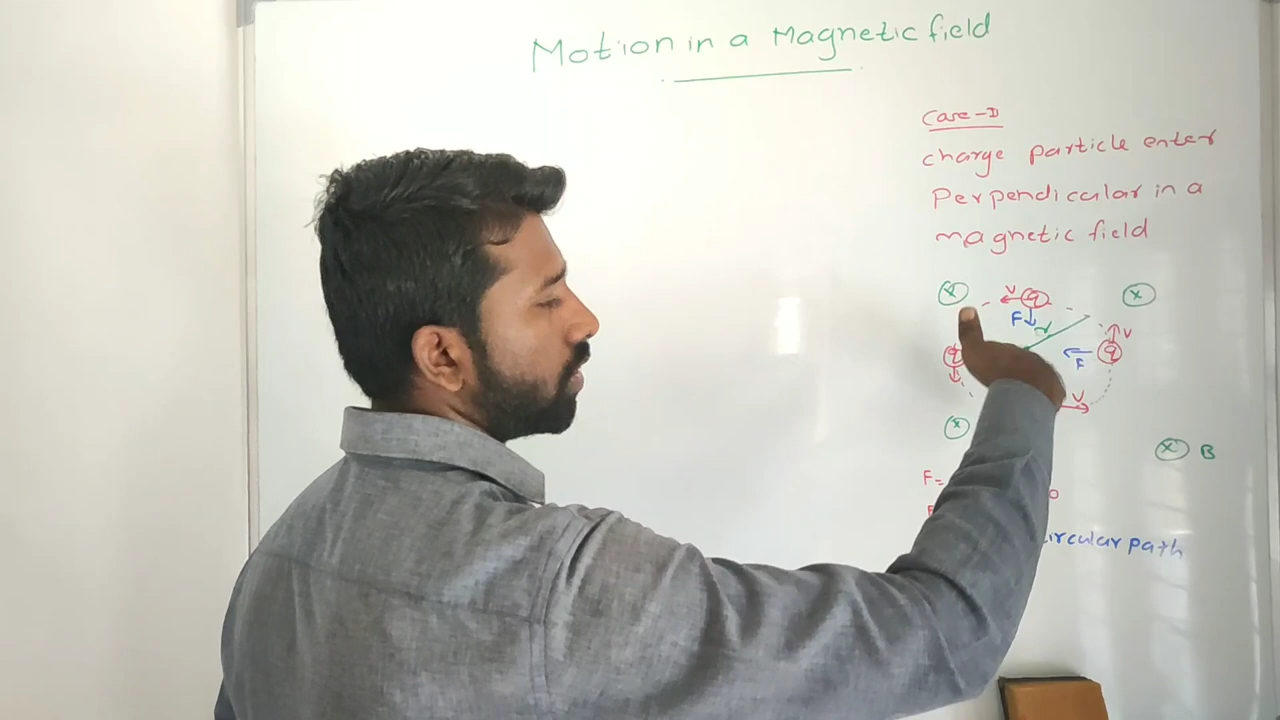 Motion in a Magnetic field
Case-I
charge particle enter
Perpendicular in a
magnetic field
x v q x
F r v
q F q
v
x
x B
F=
F
circular path